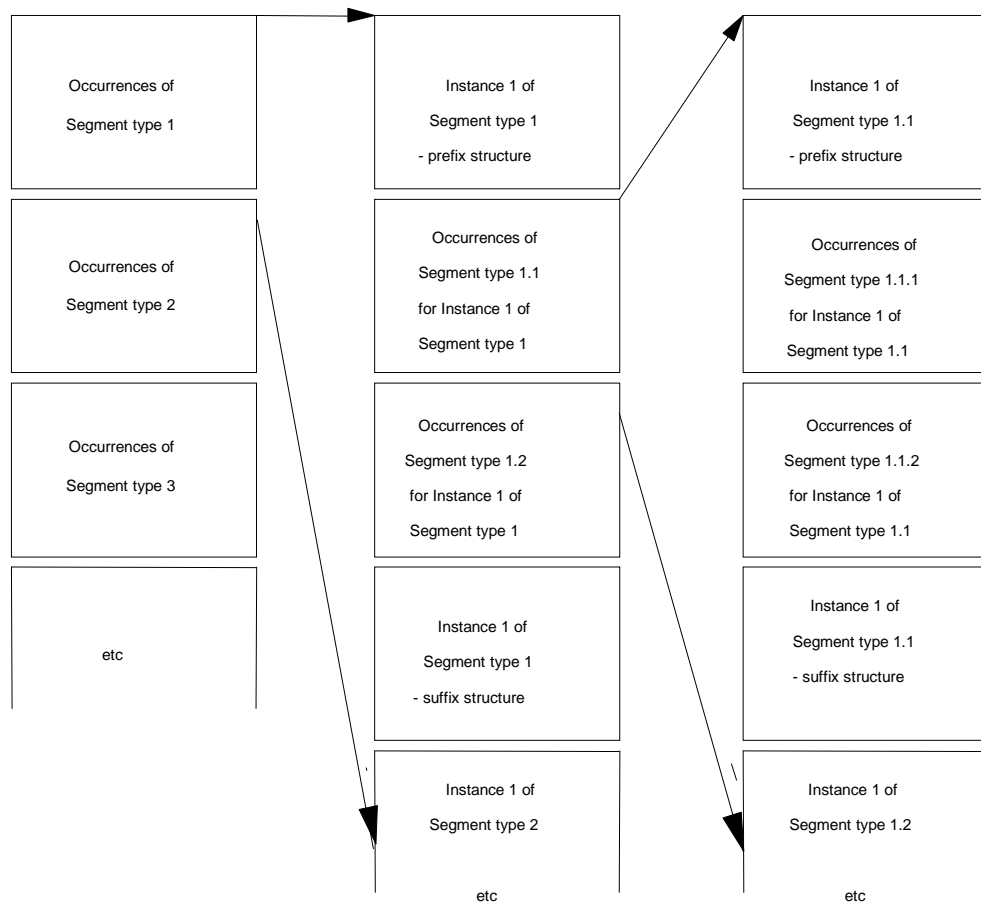 Occurrences of
Segment type 1
Occurrences of
Segment type 2
Occurrences of
Segment type 3
etc
Instance 1 of
Segment type 1
- prefix structure
Occurrences of
Segment type 1.1
for Instance 1 of
Segment type 1
Occurrences of
Segment type 1.2
for Instance 1 of
Segment type 1
Instance 1 of
Segment type 1
- suffix structure
Instance 1 of
Segment type 2
etc
Instance 1 of
Segment type 1.1
- prefix structure
Occurrences of
Segment type 1.1.1
for Instance 1 of
Segment type 1.1
Occurrences of
Segment type 1.1.2
for Instance 1 of
Segment type 1.1
Instance 1 of
Segment type 1.1
- suffix structure
Instance 1 of
Segment type 1.2
etc